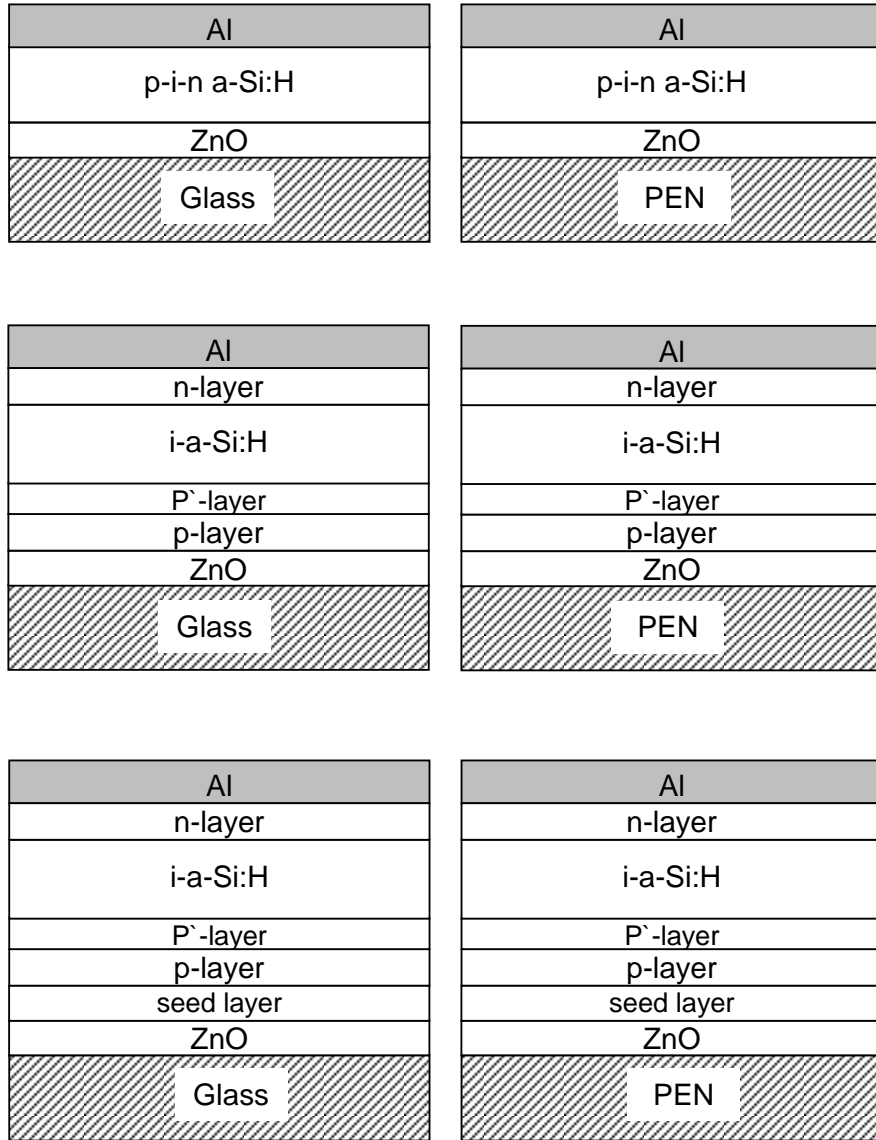 Al
p-i-n a-Si:H
ZnO
Glass
Al
p-i-n a-Si:H
ZnO
PEN
Al
n-layer
i-a-Si:H
P`-layer
p-layer
ZnO
Glass
Al
n-layer
i-a-Si:H
P`-layer
p-layer
ZnO
PEN
Al
n-layer
i-a-Si:H
P`-layer
p-layer
seed layer
ZnO
Glass
Al
n-layer
i-a-Si:H
P`-layer
p-layer
seed layer
ZnO
PEN